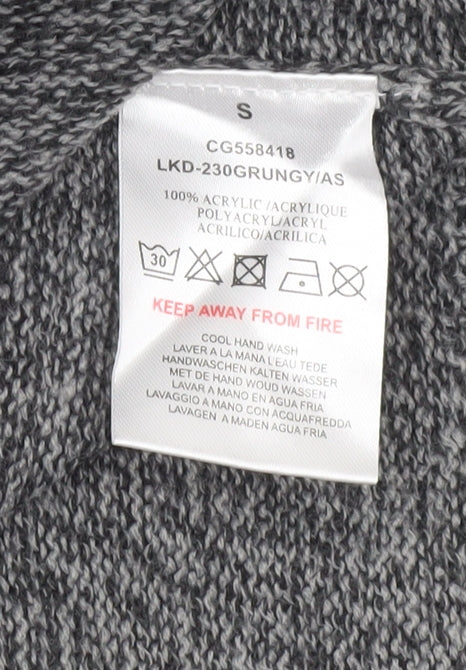 S
CG558418
LKD-230GRUNGY/AS
100% ACRYLIC /ACRYLIQUE
POLYACRYL/ACRYL
ACRILICO/ACRILICA
30
KEEP AWAY FROM FIRE
COOL HAND WASH
LAVER A LA MANA L'EAU TEDE
HANDWASCHEN KALTEN WASSER
MET DE HAND WOUD WASSEN
LAVAR A MANO EN AGUA FRIA
LAVAGGIO A MANO CON ACQUAFREDDA
LAVAGEN A MADEN AGUA FRIA